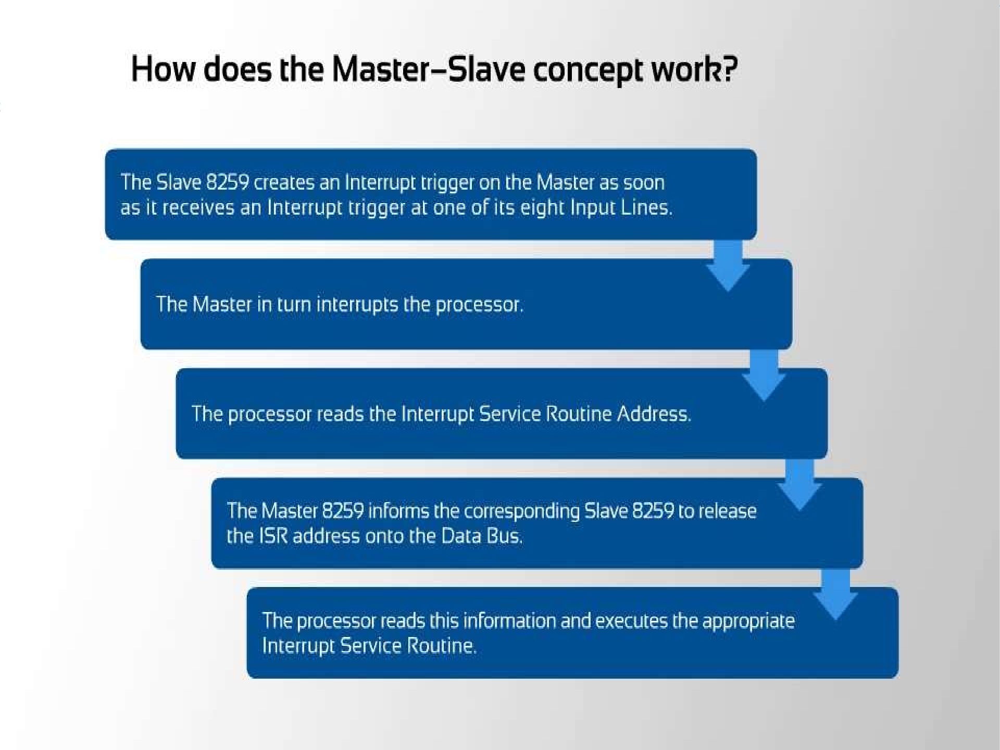 How does the Master–Slave concept work?
The Slave 8259 creates an Interrupt trigger on the Master as soon
as it receives an Interrupt trigger at one of its eight Input Lines.
The Master in turn interrupts the processor.
The processor reads the Interrupt Service Routine Address.
The Master 8259 informs the corresponding Slave 8259 to release
the ISR address onto the Data Bus.
The processor reads this information and executes the appropriate
Interrupt Service Routine.